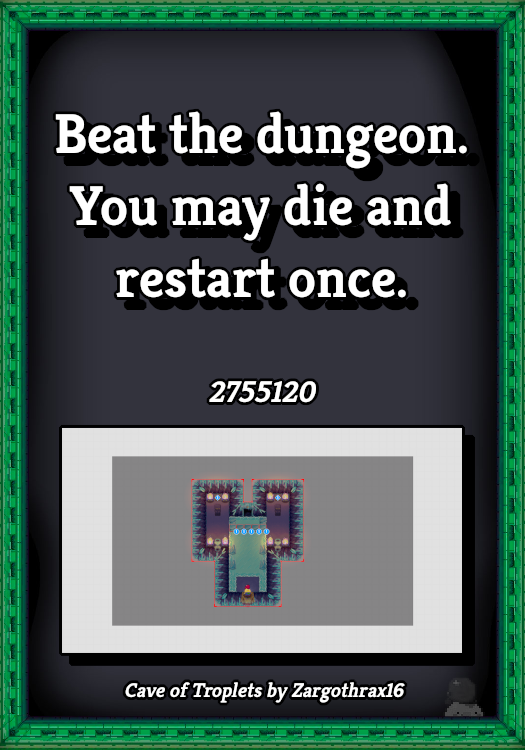 Beat the dungeon.
You may die and
restart once.
2755120
Cave of Troplets by Zargothrax16